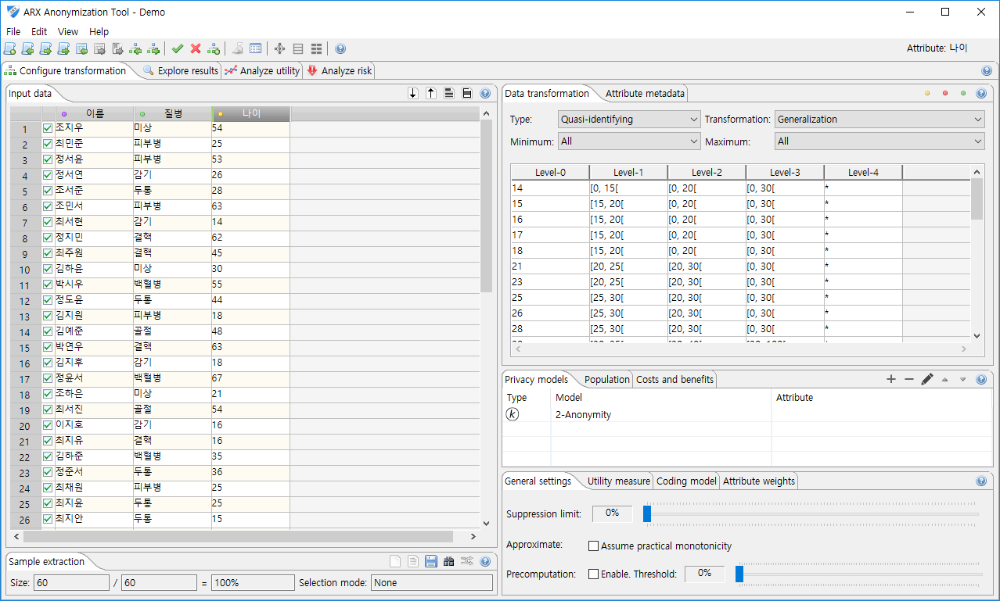 ARX Anonymization Tool - Demo
File Edit View Help
Attribute: 나이
Configure transformation Explore results Analyze utility Analyze risk
Input data
이름 질병 나이
1 조지우 미상 54
2 최민준 피부병 25
3 정서윤 피부병 53
4 정서연 감기 26
5 조서준 두통 28
6 조민서 피부병 63
7 최서현 감기 14
8 정지민 결핵 62
9 최주원 결핵 45
10 김하윤 미상 30
11 박시우 백혈병 55
12 정도윤 두통 44
13 김지원 피부병 18
14 김예준 골절 48
15 박연우 결핵 63
16 김지후 감기 18
17 정윤서 백혈병 67
18 조하은 미상 21
19 최서진 골절 54
20 이지호 감기 16
21 최지유 결핵 16
22 김하준 백혈병 35
23 정준서 두통 36
24 최채원 피부병 25
25 최지윤 두통 25
26 최지안 두통 15
Sample extraction
Size: 60 / 60 = 100% Selection mode: None
Data transformation Attribute metadata
Type: Quasi-identifying Transformation: Generalization
Minimum: All Maximum: All
Level-0 Level-1 Level-2 Level-3 Level-4
14 [0, 15[ [0, 20[ [0, 30[ *
15 [15, 20[ [0, 20[ [0, 30[ *
16 [15, 20[ [0, 20[ [0, 30[ *
17 [15, 20[ [0, 20[ [0, 30[ *
18 [15, 20[ [0, 20[ [0, 30[ *
21 [20, 25[ [20, 30[ [0, 30[ *
23 [20, 25[ [20, 30[ [0, 30[ *
25 [25, 30[ [20, 30[ [0, 30[ *
26 [25, 30[ [20, 30[ [0, 30[ *
28 [25, 30[ [20, 30[ [0, 30[ *
Privacy models Population Costs and benefits
Type Model Attribute
k 2-Anonymity
General settings Utility measure Coding model Attribute weights
Suppression limit: 0%
Approximate: Assume practical monotonicity
Precomputation: Enable. Threshold: 0%